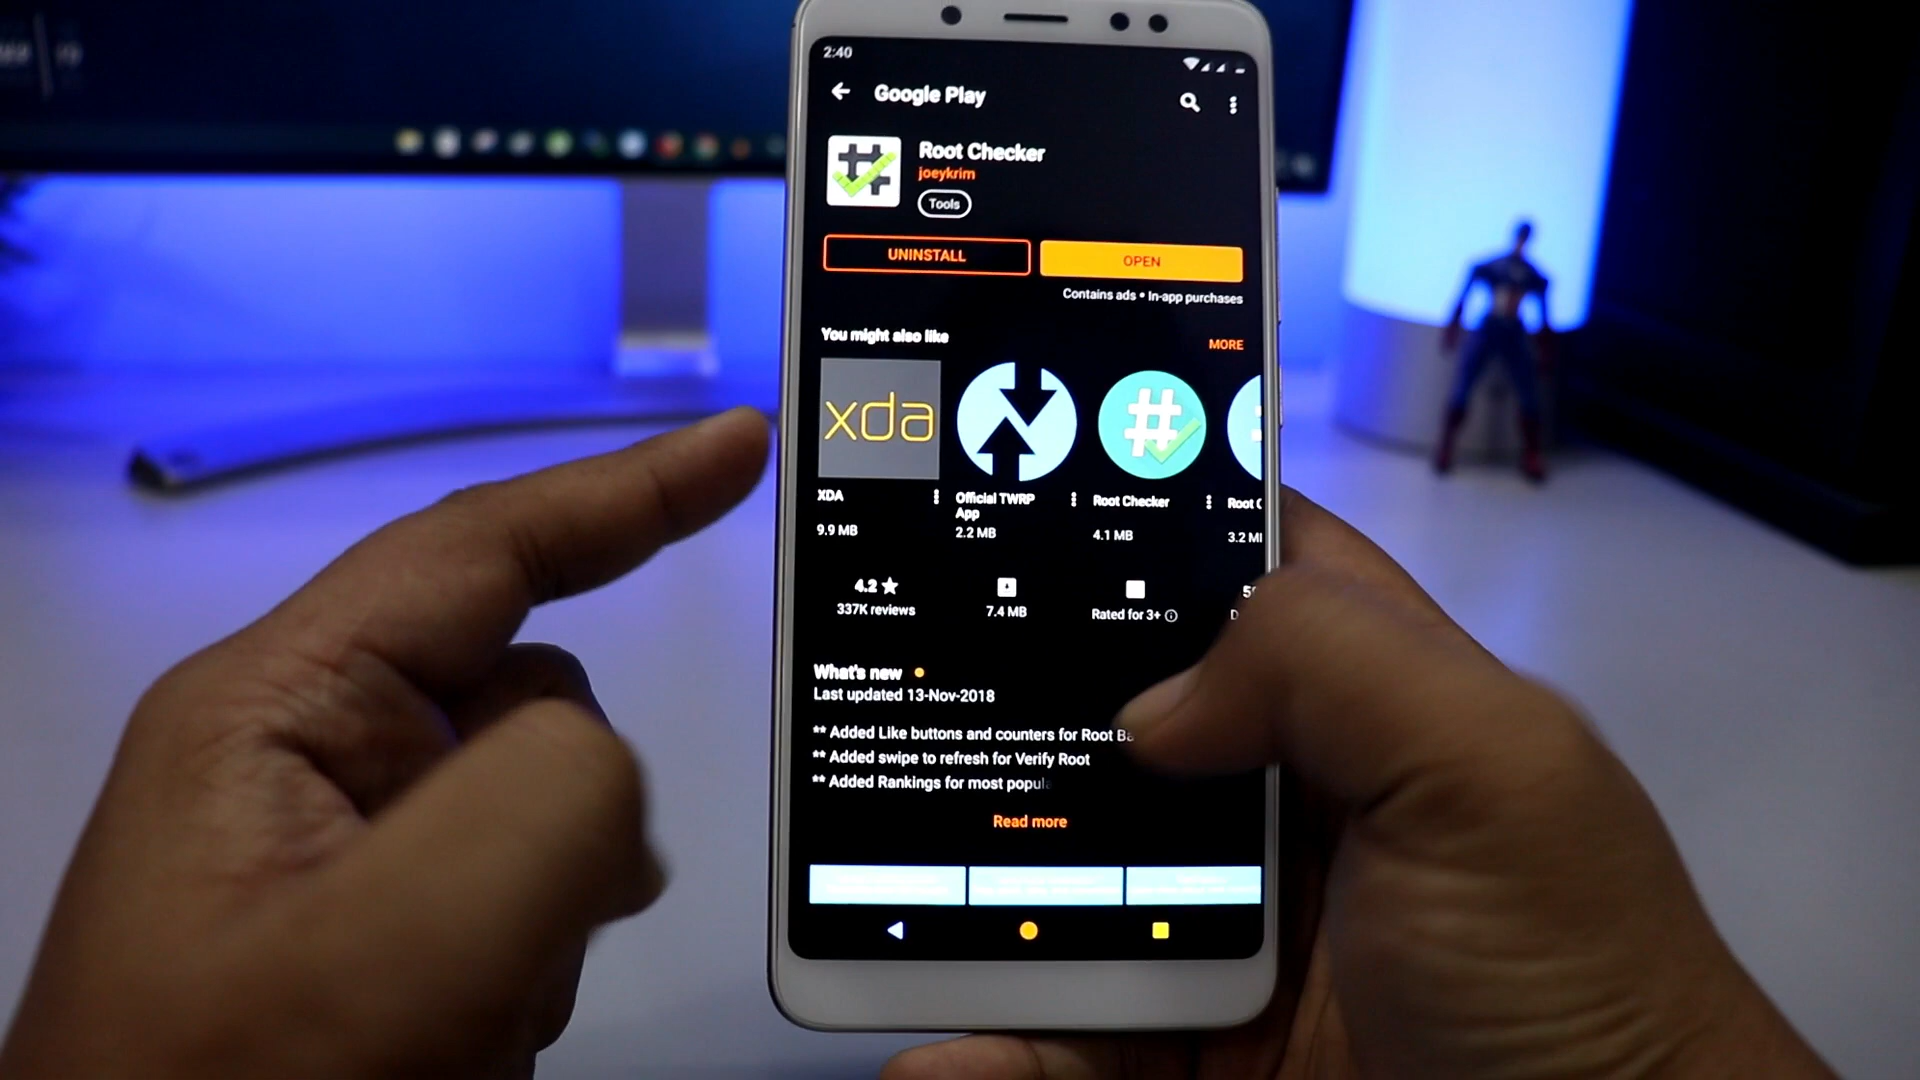 2:40
Google Play
Root Checker
joeykrim
Tools
UNINSTALL
OPEN
Contains ads • In-app purchases
You might also like
MORE
xda
XDA
9.9 MB
Official TWRP
App
2.2 MB
Root Checker
4.1 MB
Root C
3.2 M
4.2 ★
337K reviews
7.4 MB
Rated for 3+
What's new
Last updated 13-Nov-2018
** Added Like buttons and counters for Root Ba
** Added swipe to refresh for Verify Root
** Added Rankings for most popula
Read more